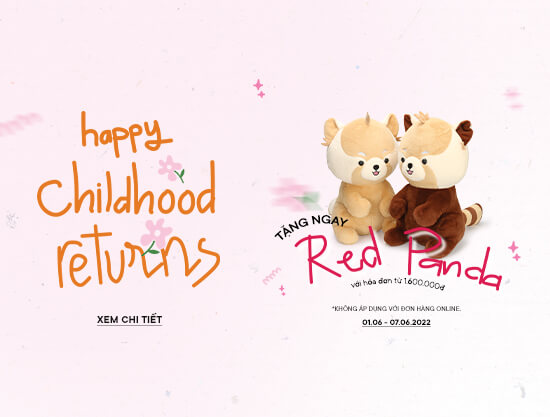 happy
Childhood
returns
XEM CHI TIẾT
TẶNG NGAY
Red Panda
với hóa đơn từ 1.600.000đ
*KHÔNG ÁP DỤNG VỚI ĐƠN HÀNG ONLINE.
01.06 - 07.06.2022